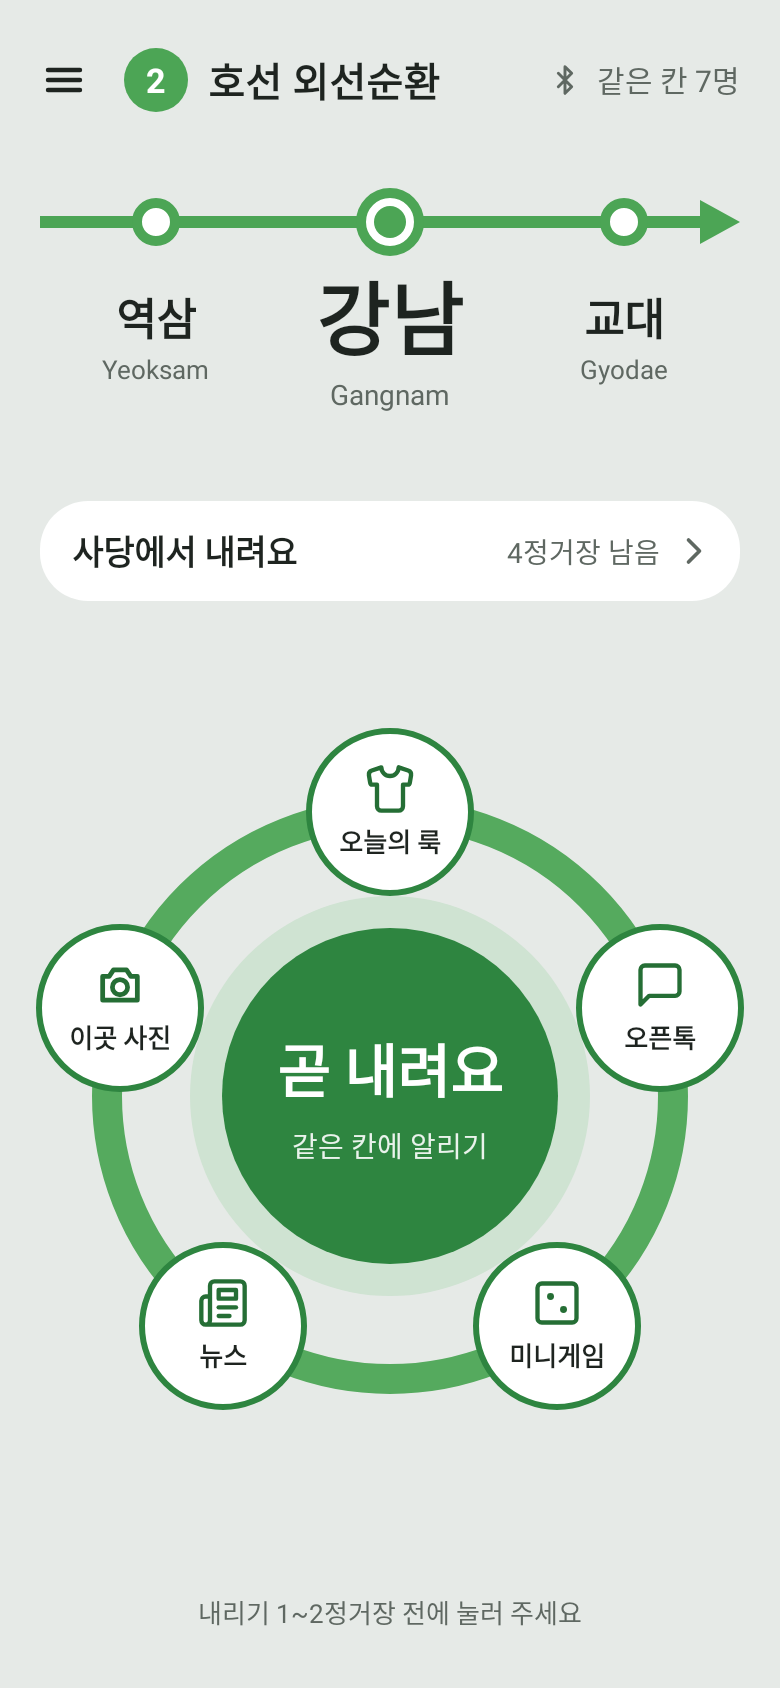 2 호선 외선순환
같은 칸 7명
역삼
강남
교대
Yeoksam
Gangnam
Gyodae
사당에서 내려요
4정거장 남음
오늘의 룩
이곳 사진
오픈톡
곧 내려요
같은 칸에 알리기
뉴스
미니게임
내리기 1~2정거장 전에 눌러 주세요